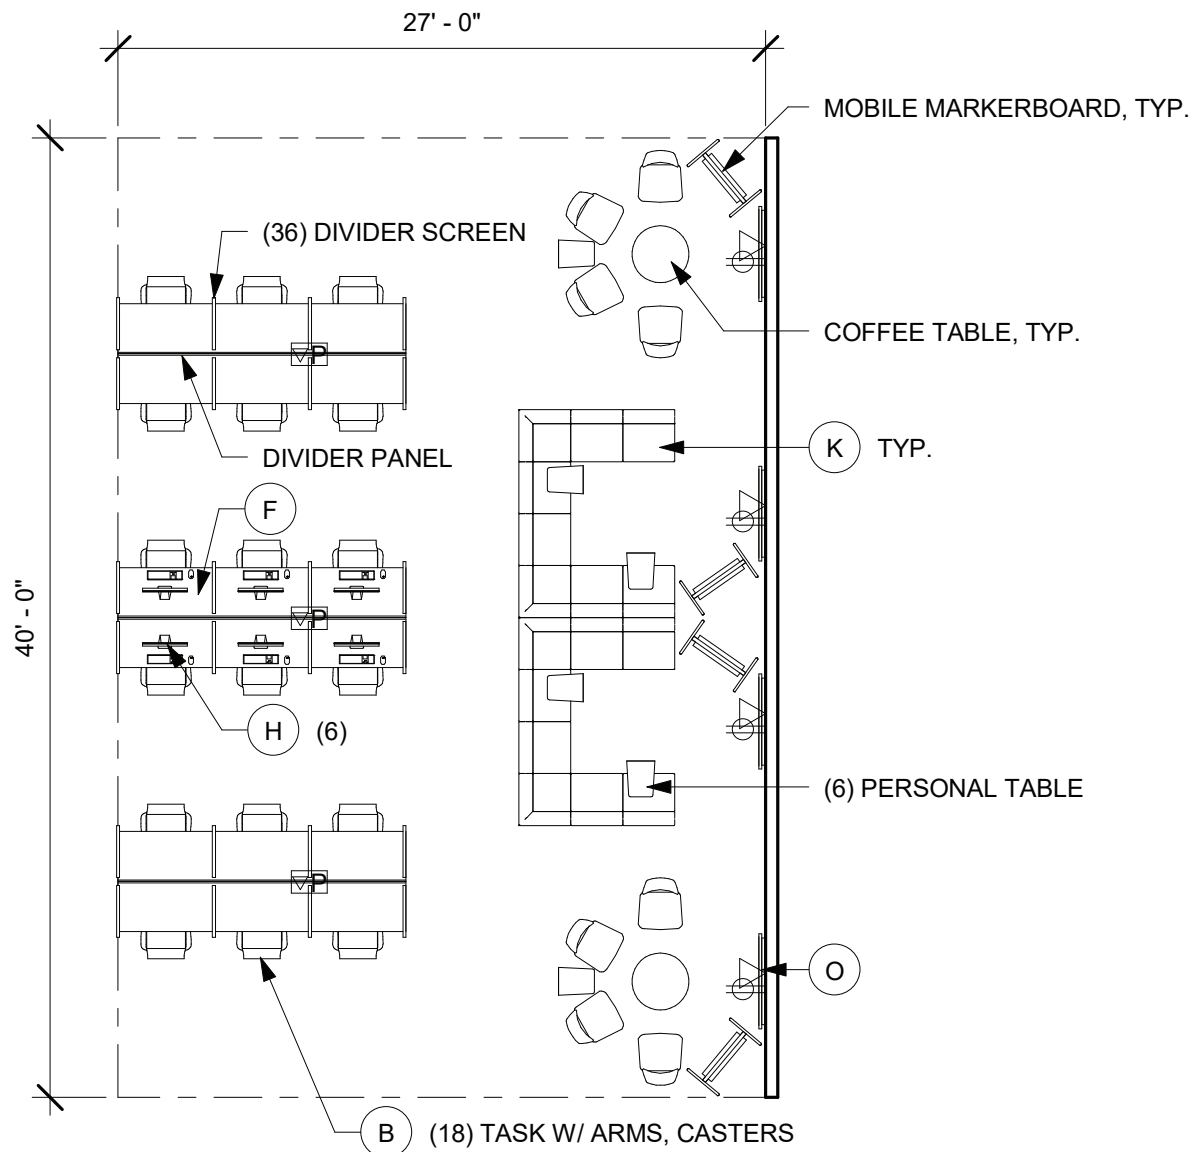 27' - 0"
MOBILE MARKERBOARD, TYP.
(36) DIVIDER SCREEN
COFFEE TABLE, TYP.
P
DIVIDER PANEL
K TYP.
F
40' - 0"
P
H (6)
(6) PERSONAL TABLE
P
O
B (18) TASK W/ ARMS, CASTERS